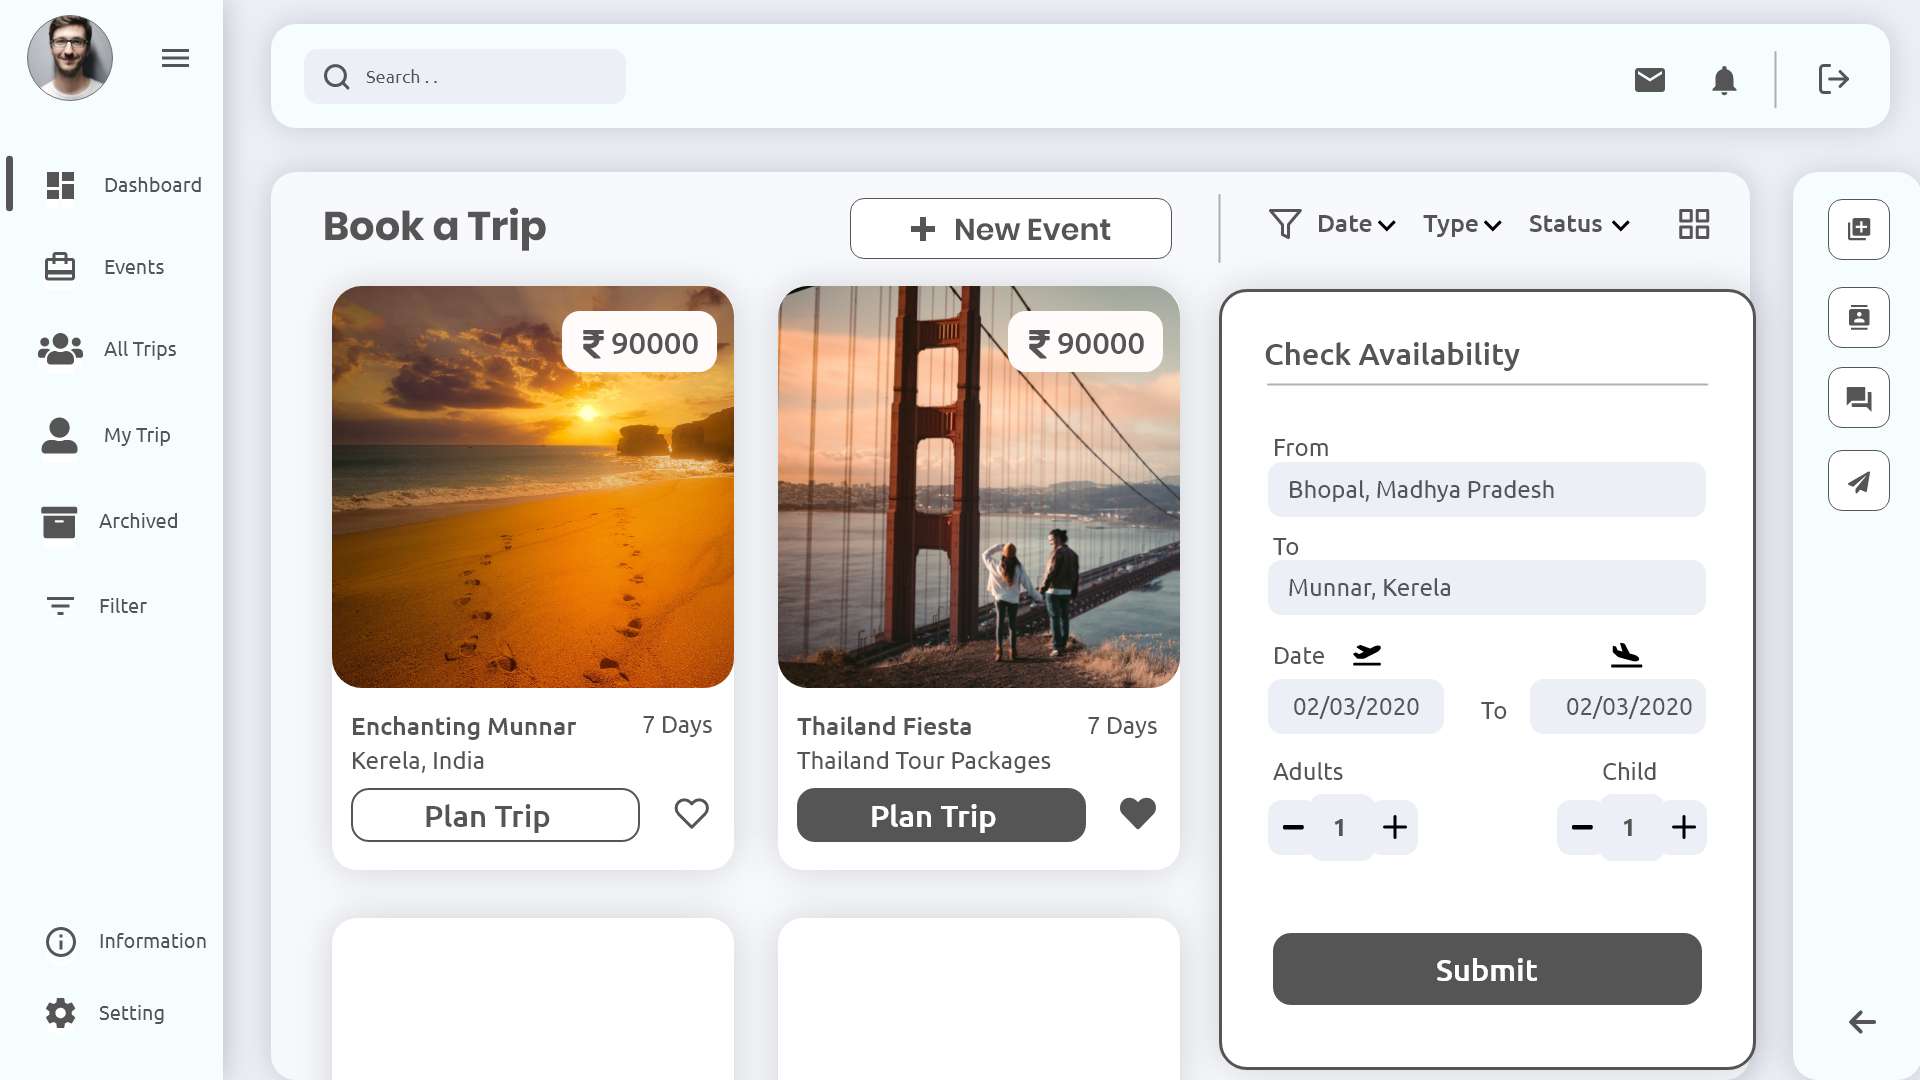 Search . .
Dashboard
Events
All Trips
My Trip
Archived
Filter
Information
Setting
Book a Trip
New Event
Date
Type
Status
₹ 90000
Enchanting Munnar
7 Days
Kerela, India
Plan Trip
₹ 90000
Thailand Fiesta
7 Days
Thailand Tour Packages
Plan Trip
Check Availability
From
Bhopal, Madhya Pradesh
To
Munnar, Kerela
Date
02/03/2020
To
02/03/2020
Adults
Child
1
1
Submit